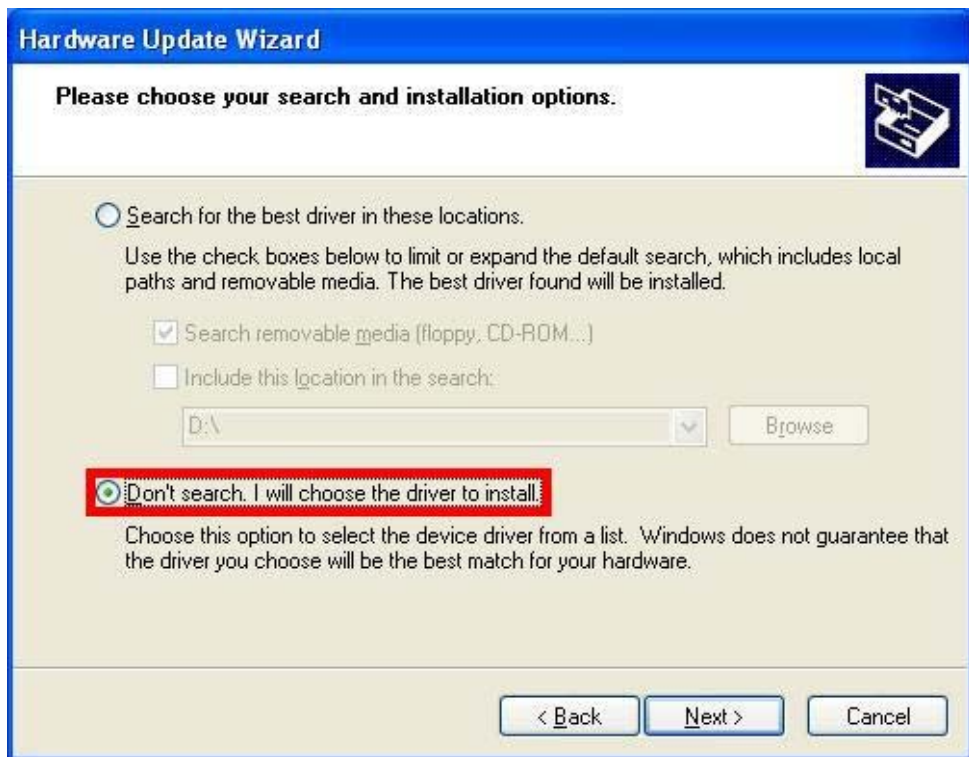 Hardware Update Wizard
Please choose your search and installation options.
Search for the best driver in these locations.
Use the check boxes below to limit or expand the default search, which includes local
paths and removable media. The best driver found will be installed.
Search removable media (floppy, CD-ROM...)
Include this location in the search:
D:\
Browse
Don't search. I will choose the driver to install.
Choose this option to select the device driver from a list. Windows does not guarantee that
the driver you choose will be the best match for your hardware.
< Back Next > Cancel